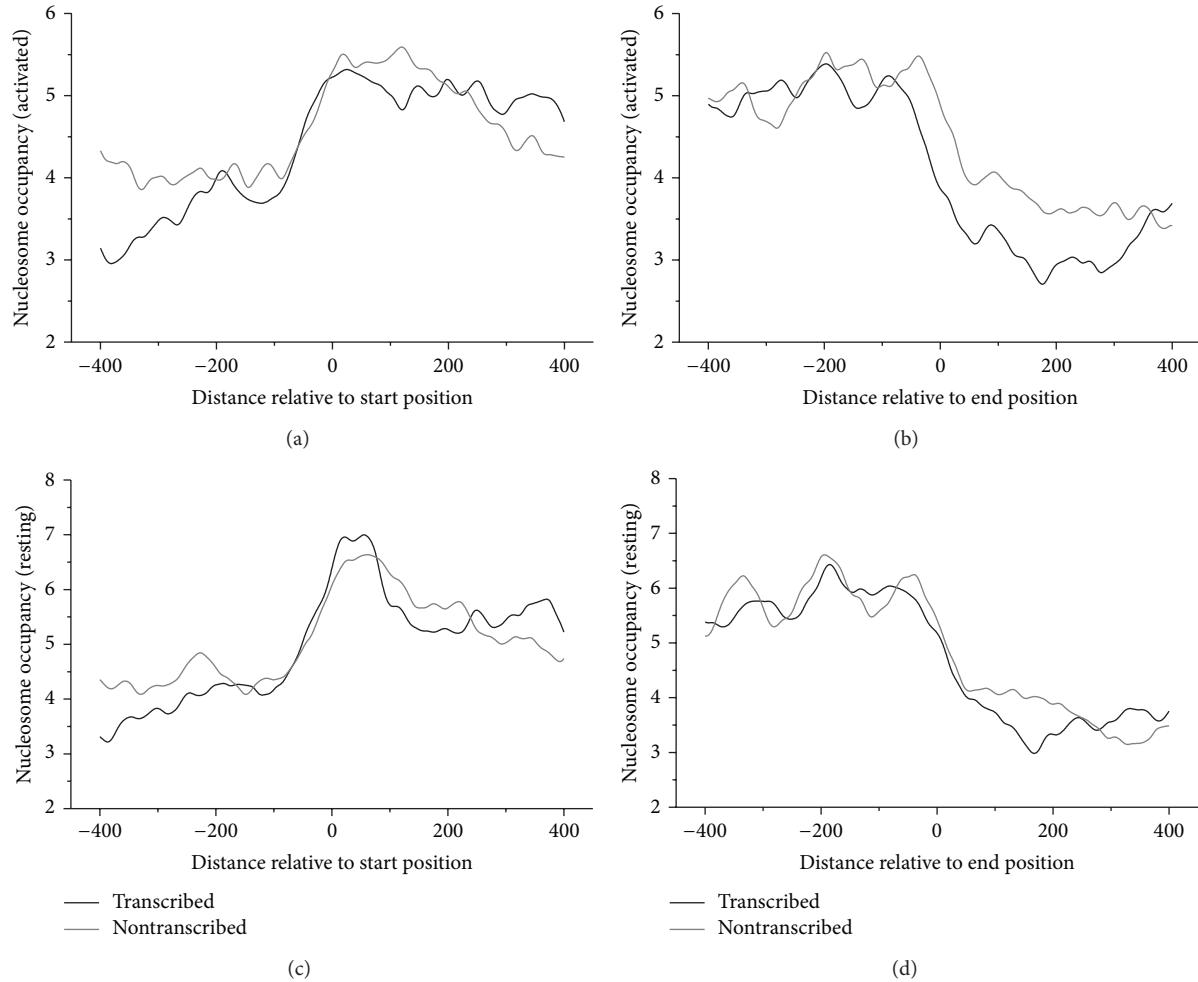 Nucleosome occupancy (activated)
6
5
4
3
2
−400
−200
0
200
400
Distance relative to start position
(a)
Nucleosome occupancy (activated)
6
5
4
3
2
−400
−200
0
200
400
Distance relative to end position
(b)
Nucleosome occupancy (resting)
8
7
6
5
4
3
2
−400
−200
0
200
400
Distance relative to start position
Transcribed
Nontranscribed
(c)
Nucleosome occupancy (resting)
8
7
6
5
4
3
2
−400
−200
0
200
400
Distance relative to end position
Transcribed
Nontranscribed
(d)